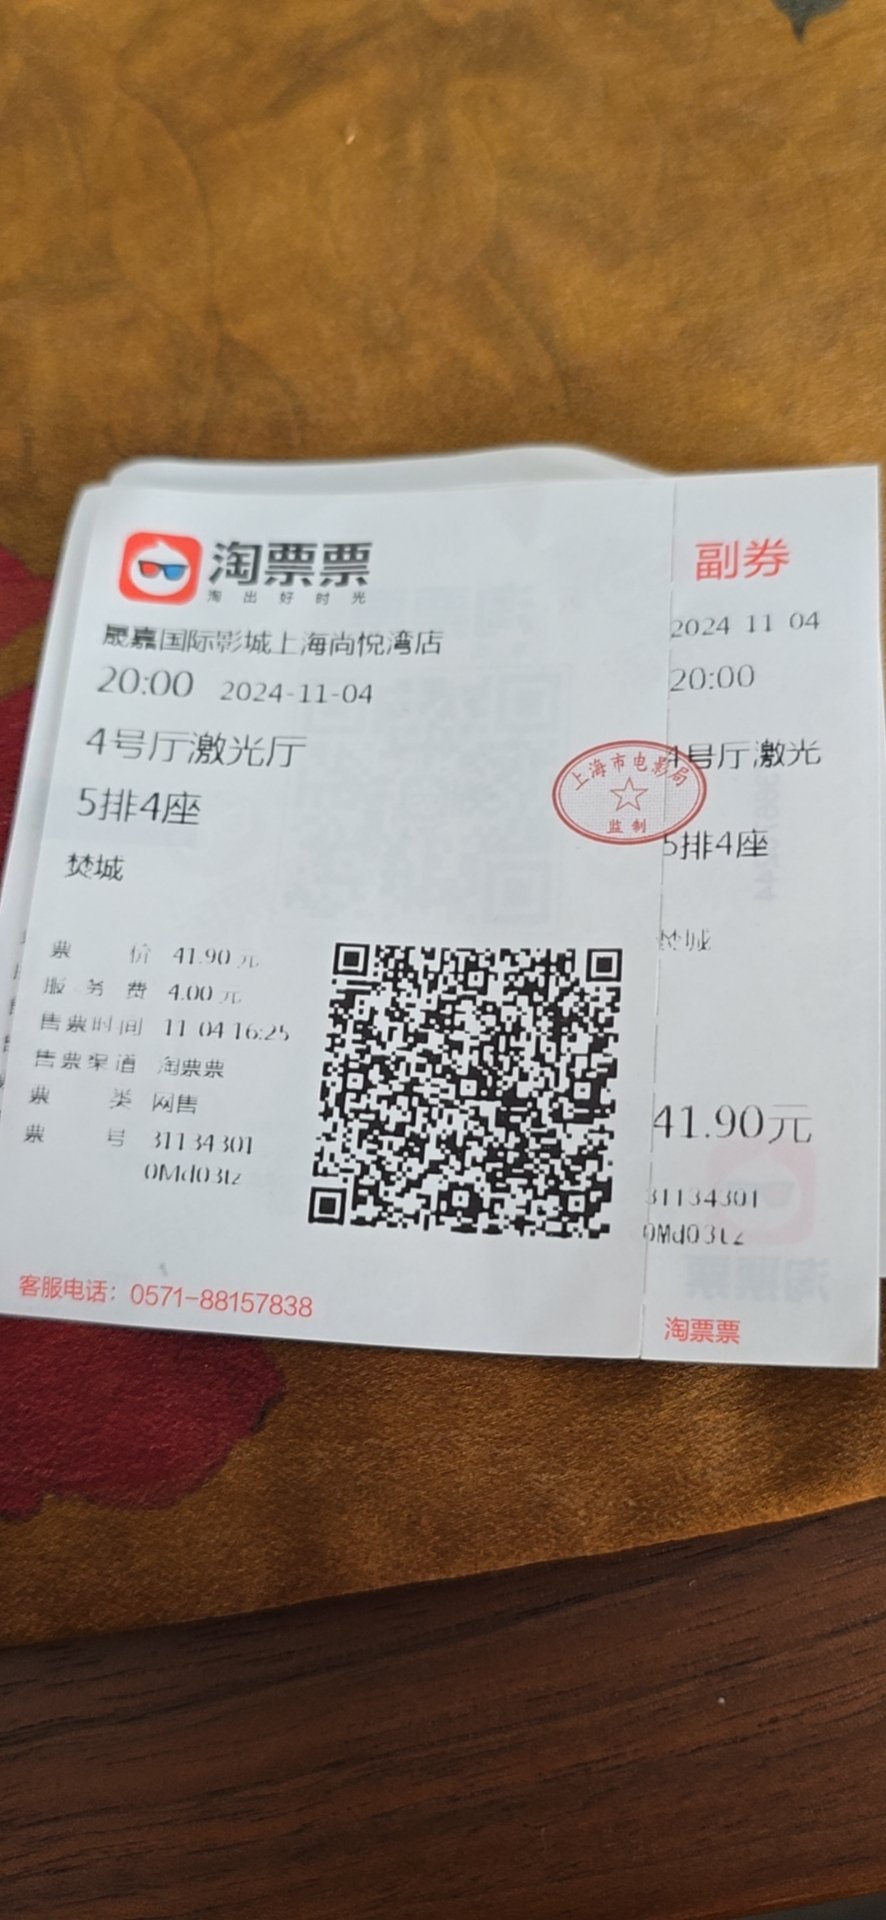 淘票票
淘出好时光
晟嘉国际影城上海尚悦湾店
20:00 2024-11-04
4号厅激光厅
5排4座
焚城
票价 41.90元
服务费 4.00元
售票时间 11 04 16:25
售票渠道 淘票票
票类 网售
票号 31134301
0Md03tz
客服电话：0571-88157838
上海市电影局
监制
副券
2024 11 04
20:00
4号厅激光
5排4座
焚城
41.90元
31134301
0Md03tz
淘票票